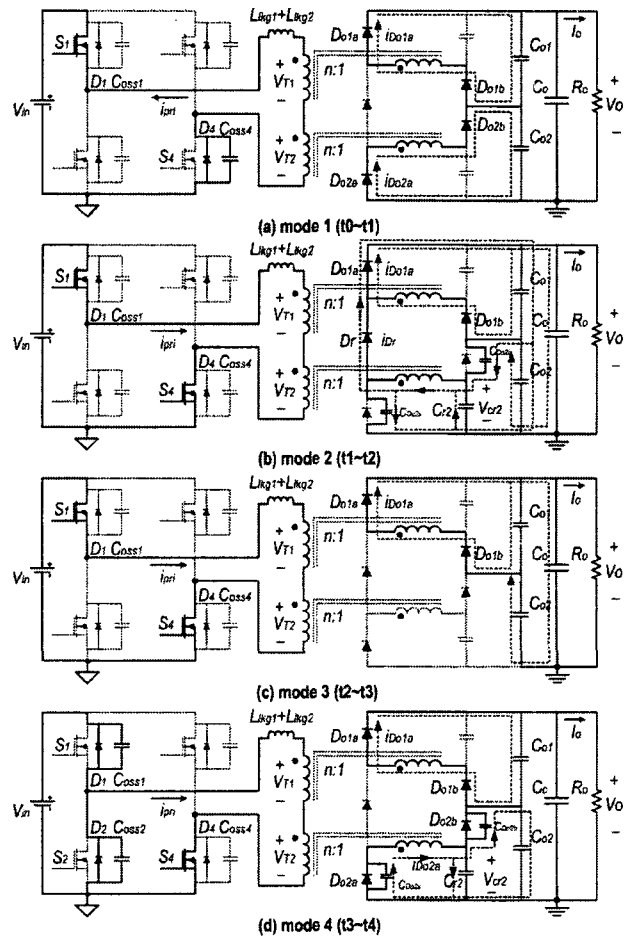 Llkg1+Llkg2
Do1a
iDo1a
Io
S1
Co1
+
VT1
−
n:1
Do1b
D1 Coss1
Co
Ro
+
Vo
−
Vin
ipri
Do2b
D4 Coss4
+
VT2
−
n:1
Co2
S4
Do2a
iDo2a
(a) mode 1 (t0~t1)
Llkg1+Llkg2
Do1a
iDo1a
Io
S1
+
VT1
−
n:1
Do1b
D1 Coss1
Co
Ro
+
Vo
−
Vin
ipri
Dr
iDr
D4 Coss4
+
VT2
−
n:1
Co2
S4
Cr2
+
Vcr2
−
(b) mode 2 (t1~t2)
Llkg1+Llkg2
Do1a
iDo1a
Io
S1
Co1
+
VT1
−
n:1
Do1b
D1 Coss1
Co
Ro
+
Vo
−
Vin
ipri
D4 Coss4
+
VT2
−
n:1
Co2
S4
(c) mode 3 (t2~t3)
Llkg1+Llkg2
Do1a
iDo1a
Io
S1
Co1
+
VT1
−
n:1
Do1b
D1 Coss1
Ro
+
Vo
−
Vin
ipri
D2 Coss2
D4 Coss4
Do2b
+
VT2
−
n:1
Co2
S2
S4
Do2a
iDo2a
Cr2
+
Vcr2
−
(d) mode 4 (t3~t4)